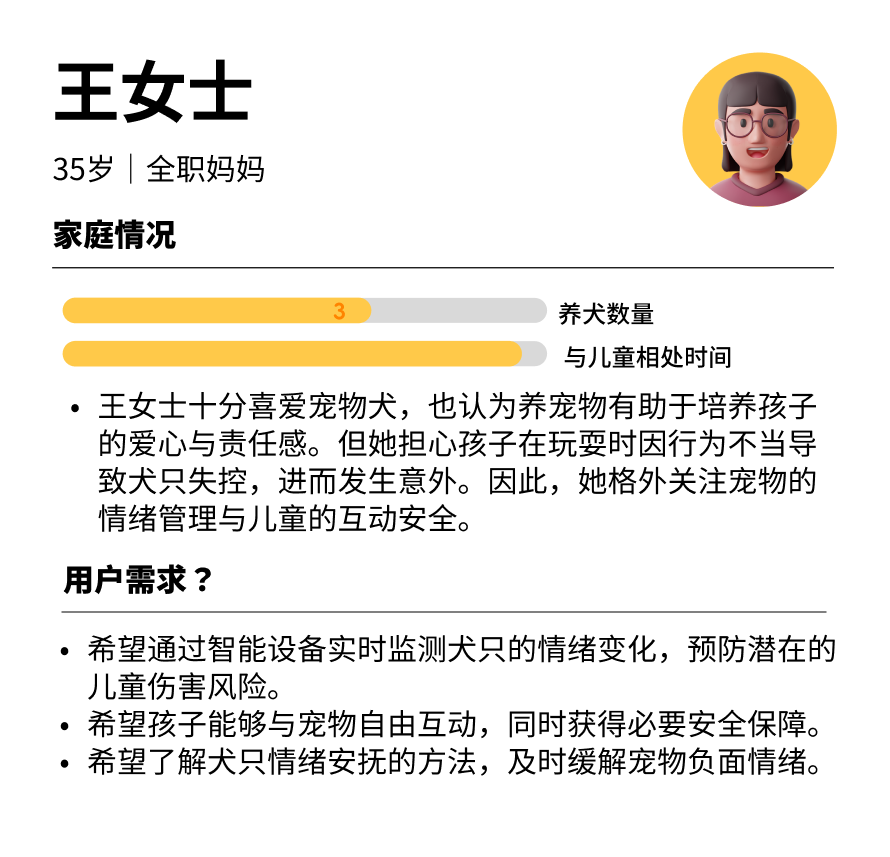 王女士
35岁｜全职妈妈
家庭情况
3 养犬数量
与儿童相处时间
• 王女士十分喜爱宠物犬，也认为养宠物有助于培养孩子
的爱心与责任感。但她担心孩子在玩耍时因行为不当导
致犬只失控，进而发生意外。因此，她格外关注宠物的
情绪管理与儿童的互动安全。
用户需求？
• 希望通过智能设备实时监测犬只的情绪变化，预防潜在的
儿童伤害风险。
• 希望孩子能够与宠物自由互动，同时获得必要安全保障。
• 希望了解犬只情绪安抚的方法，及时缓解宠物负面情绪。